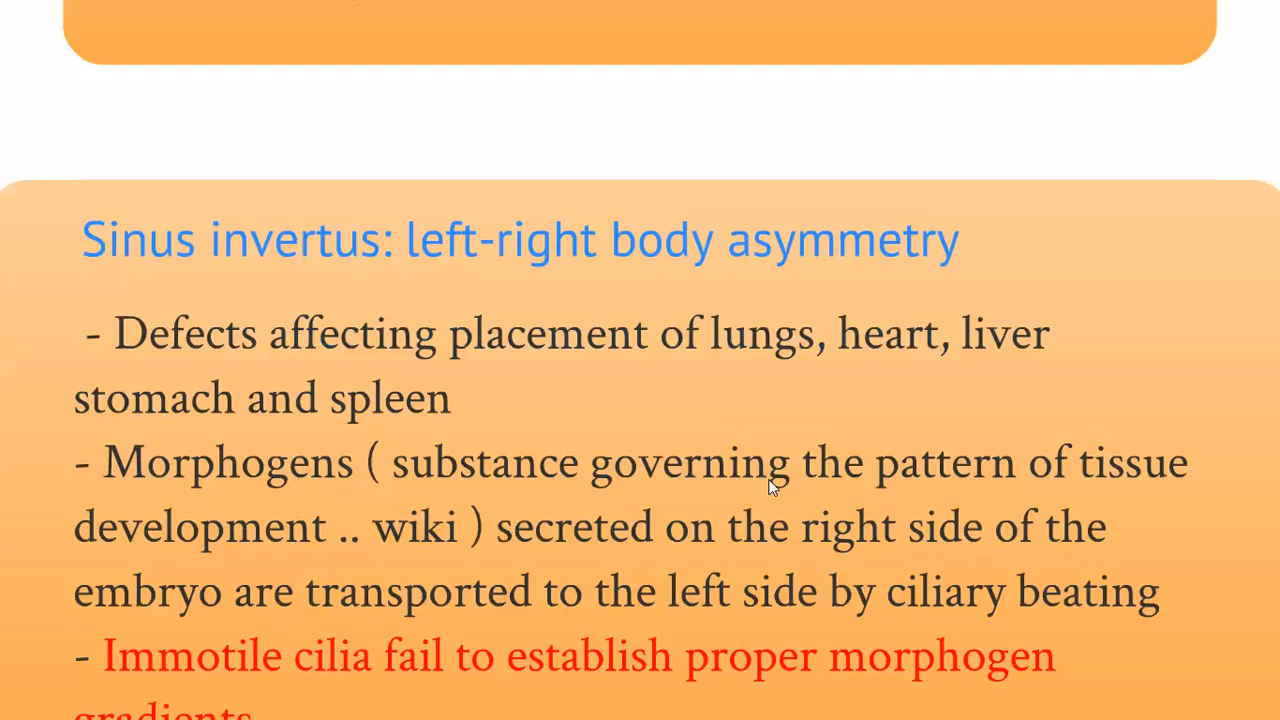 Sinus invertus: left-right body asymmetry
- Defects affecting placement of lungs, heart, liver
stomach and spleen
- Morphogens ( substance governing the pattern of tissue
development .. wiki ) secreted on the right side of the
embryo are transported to the left side by ciliary beating
- Immotile cilia fail to establish proper morphogen
gradients